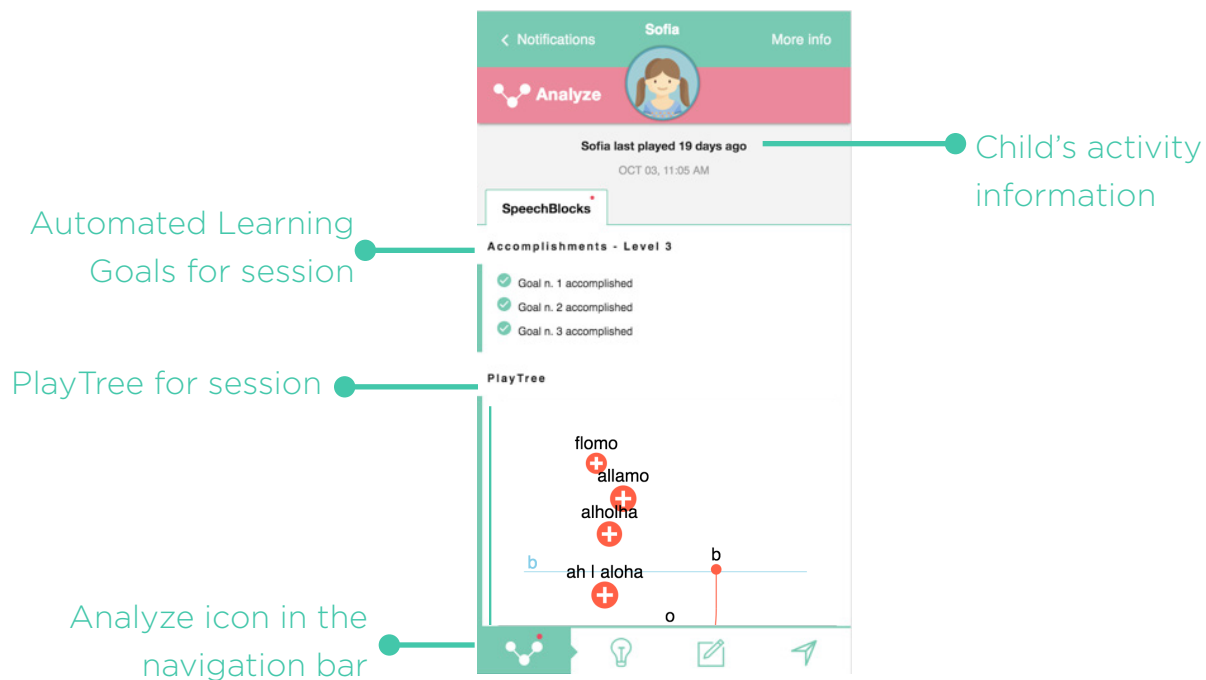 Sofia
Notifications
More info
Analyze
Sofia last played 19 days ago
OCT 03, 11:05 AM
Child's activity
information
SpeechBlocks
Automated Learning
Goals for session
Accomplishments - Level 3
Goal n. 1 accomplished
Goal n. 2 accomplished
Goal n. 3 accomplished
PlayTree for session
PlayTree
flomo
allamo
alholha
b
b
ah l aloha
o
Analyze icon in the
navigation bar